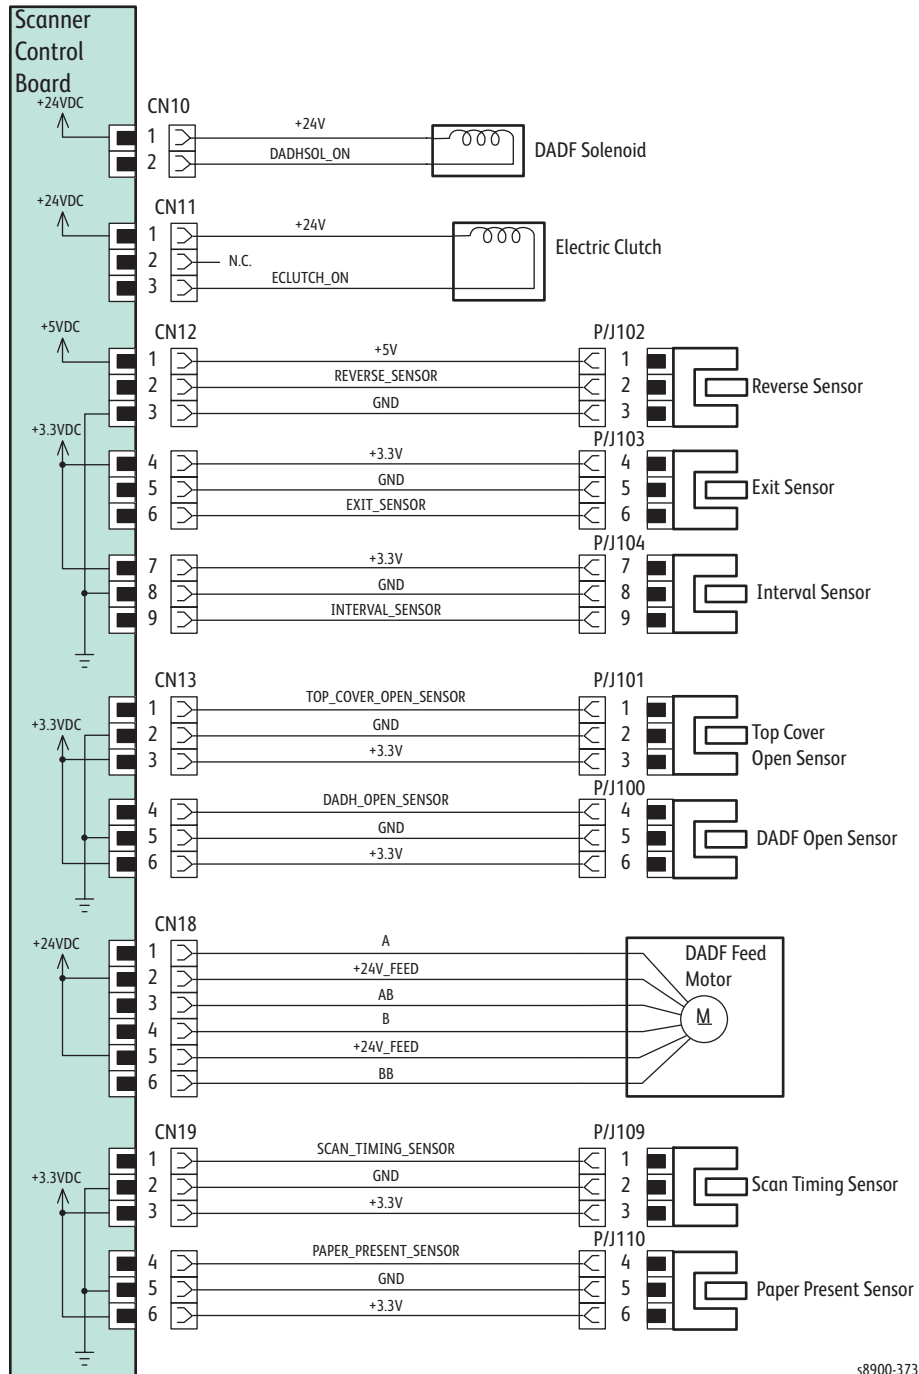 Scanner
Control
Board
+24VDC
CN10
1 +24V
2 DADHSOL_ON
DADF Solenoid
+24VDC
CN11
1 +24V
2 N.C.
3 ECLUTCH_ON
Electric Clutch
+5VDC
CN12 P/J102
1 +5V 1
2 REVERSE_SENSOR 2 Reverse Sensor
3 GND 3
+3.3VDC
P/J103
4 +3.3V 4
5 GND 5 Exit Sensor
6 EXIT_SENSOR 6
P/J104
7 +3.3V 7
8 GND 8 Interval Sensor
9 INTERVAL_SENSOR 9
CN13 P/J101
1 TOP_COVER_OPEN_SENSOR 1
+3.3VDC
2 GND 2 Top Cover
3 +3.3V 3 Open Sensor
P/J100
4 DADH_OPEN_SENSOR 4
5 GND 5 DADF Open Sensor
6 +3.3V 6
CN18
+24VDC
1 A
2 +24V_FEED
3 AB
4 B
5 +24V_FEED
6 BB
DADF Feed
Motor
M
CN19 P/J109
1 SCAN_TIMING_SENSOR 1
+3.3VDC
2 GND 2 Scan Timing Sensor
3 +3.3V 3
P/J110
4 PAPER_PRESENT_SENSOR 4
5 GND 5 Paper Present Sensor
6 +3.3V 6
s8900-373